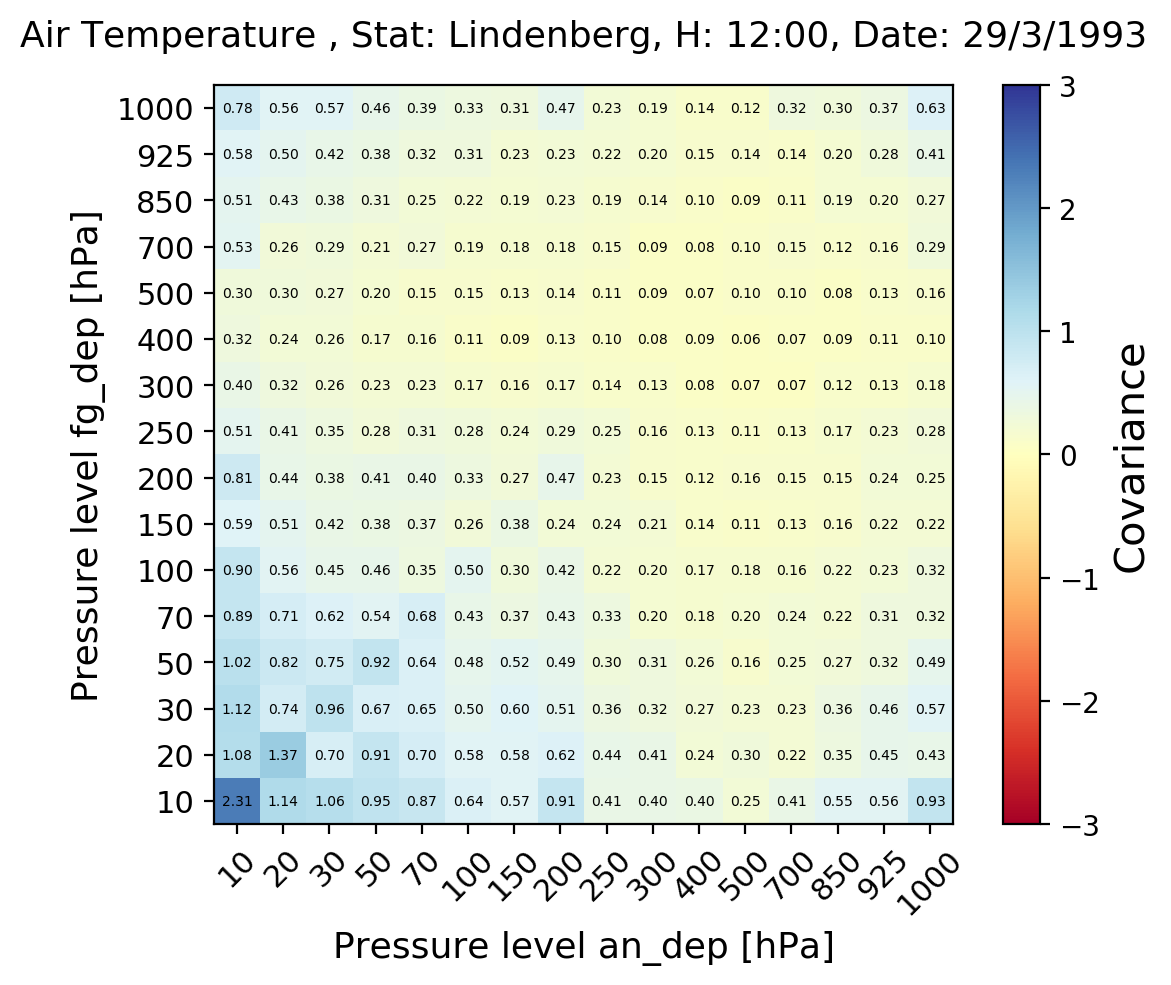 Air Temperature , Stat: Lindenberg, H: 12:00, Date: 29/3/1993
1000 0.78 0.56 0.57 0.46 0.39 0.33 0.31 0.47 0.23 0.19 0.14 0.12 0.32 0.30 0.37 0.63
925 0.58 0.50 0.42 0.38 0.32 0.31 0.23 0.23 0.22 0.20 0.15 0.14 0.14 0.20 0.28 0.41
850 0.51 0.43 0.38 0.31 0.25 0.22 0.19 0.23 0.19 0.14 0.10 0.09 0.11 0.19 0.20 0.27
700 0.53 0.26 0.29 0.21 0.27 0.19 0.18 0.18 0.15 0.09 0.08 0.10 0.15 0.12 0.16 0.29
500 0.30 0.30 0.27 0.20 0.15 0.15 0.13 0.14 0.11 0.09 0.07 0.10 0.10 0.08 0.13 0.16
400 0.32 0.24 0.26 0.17 0.16 0.11 0.09 0.13 0.10 0.08 0.09 0.06 0.07 0.09 0.11 0.10
300 0.40 0.32 0.26 0.23 0.23 0.17 0.16 0.17 0.14 0.13 0.08 0.07 0.07 0.12 0.13 0.18
250 0.51 0.41 0.35 0.28 0.31 0.28 0.24 0.29 0.25 0.16 0.13 0.11 0.13 0.17 0.23 0.28
200 0.81 0.44 0.38 0.41 0.40 0.33 0.27 0.47 0.23 0.15 0.12 0.16 0.15 0.15 0.24 0.25
150 0.59 0.51 0.42 0.38 0.37 0.26 0.38 0.24 0.24 0.21 0.14 0.11 0.13 0.16 0.22 0.22
100 0.90 0.56 0.45 0.46 0.35 0.50 0.30 0.42 0.22 0.20 0.17 0.18 0.16 0.22 0.23 0.32
70 0.89 0.71 0.62 0.54 0.68 0.43 0.37 0.43 0.33 0.20 0.18 0.20 0.24 0.22 0.31 0.32
50 1.02 0.82 0.75 0.92 0.64 0.48 0.52 0.49 0.30 0.31 0.26 0.16 0.25 0.27 0.32 0.49
30 1.12 0.74 0.96 0.67 0.65 0.50 0.60 0.51 0.36 0.32 0.27 0.23 0.23 0.36 0.46 0.57
20 1.08 1.37 0.70 0.91 0.70 0.58 0.58 0.62 0.44 0.41 0.24 0.30 0.22 0.35 0.45 0.43
10 2.31 1.14 1.06 0.95 0.87 0.64 0.57 0.91 0.41 0.40 0.40 0.25 0.41 0.55 0.56 0.93
10 20 30 50 70 100 150 200 250 300 400 500 700 850 925 1000
Pressure level an_dep [hPa]
Pressure level fg_dep [hPa]
3
2
1
0
−1
−2
−3
Covariance